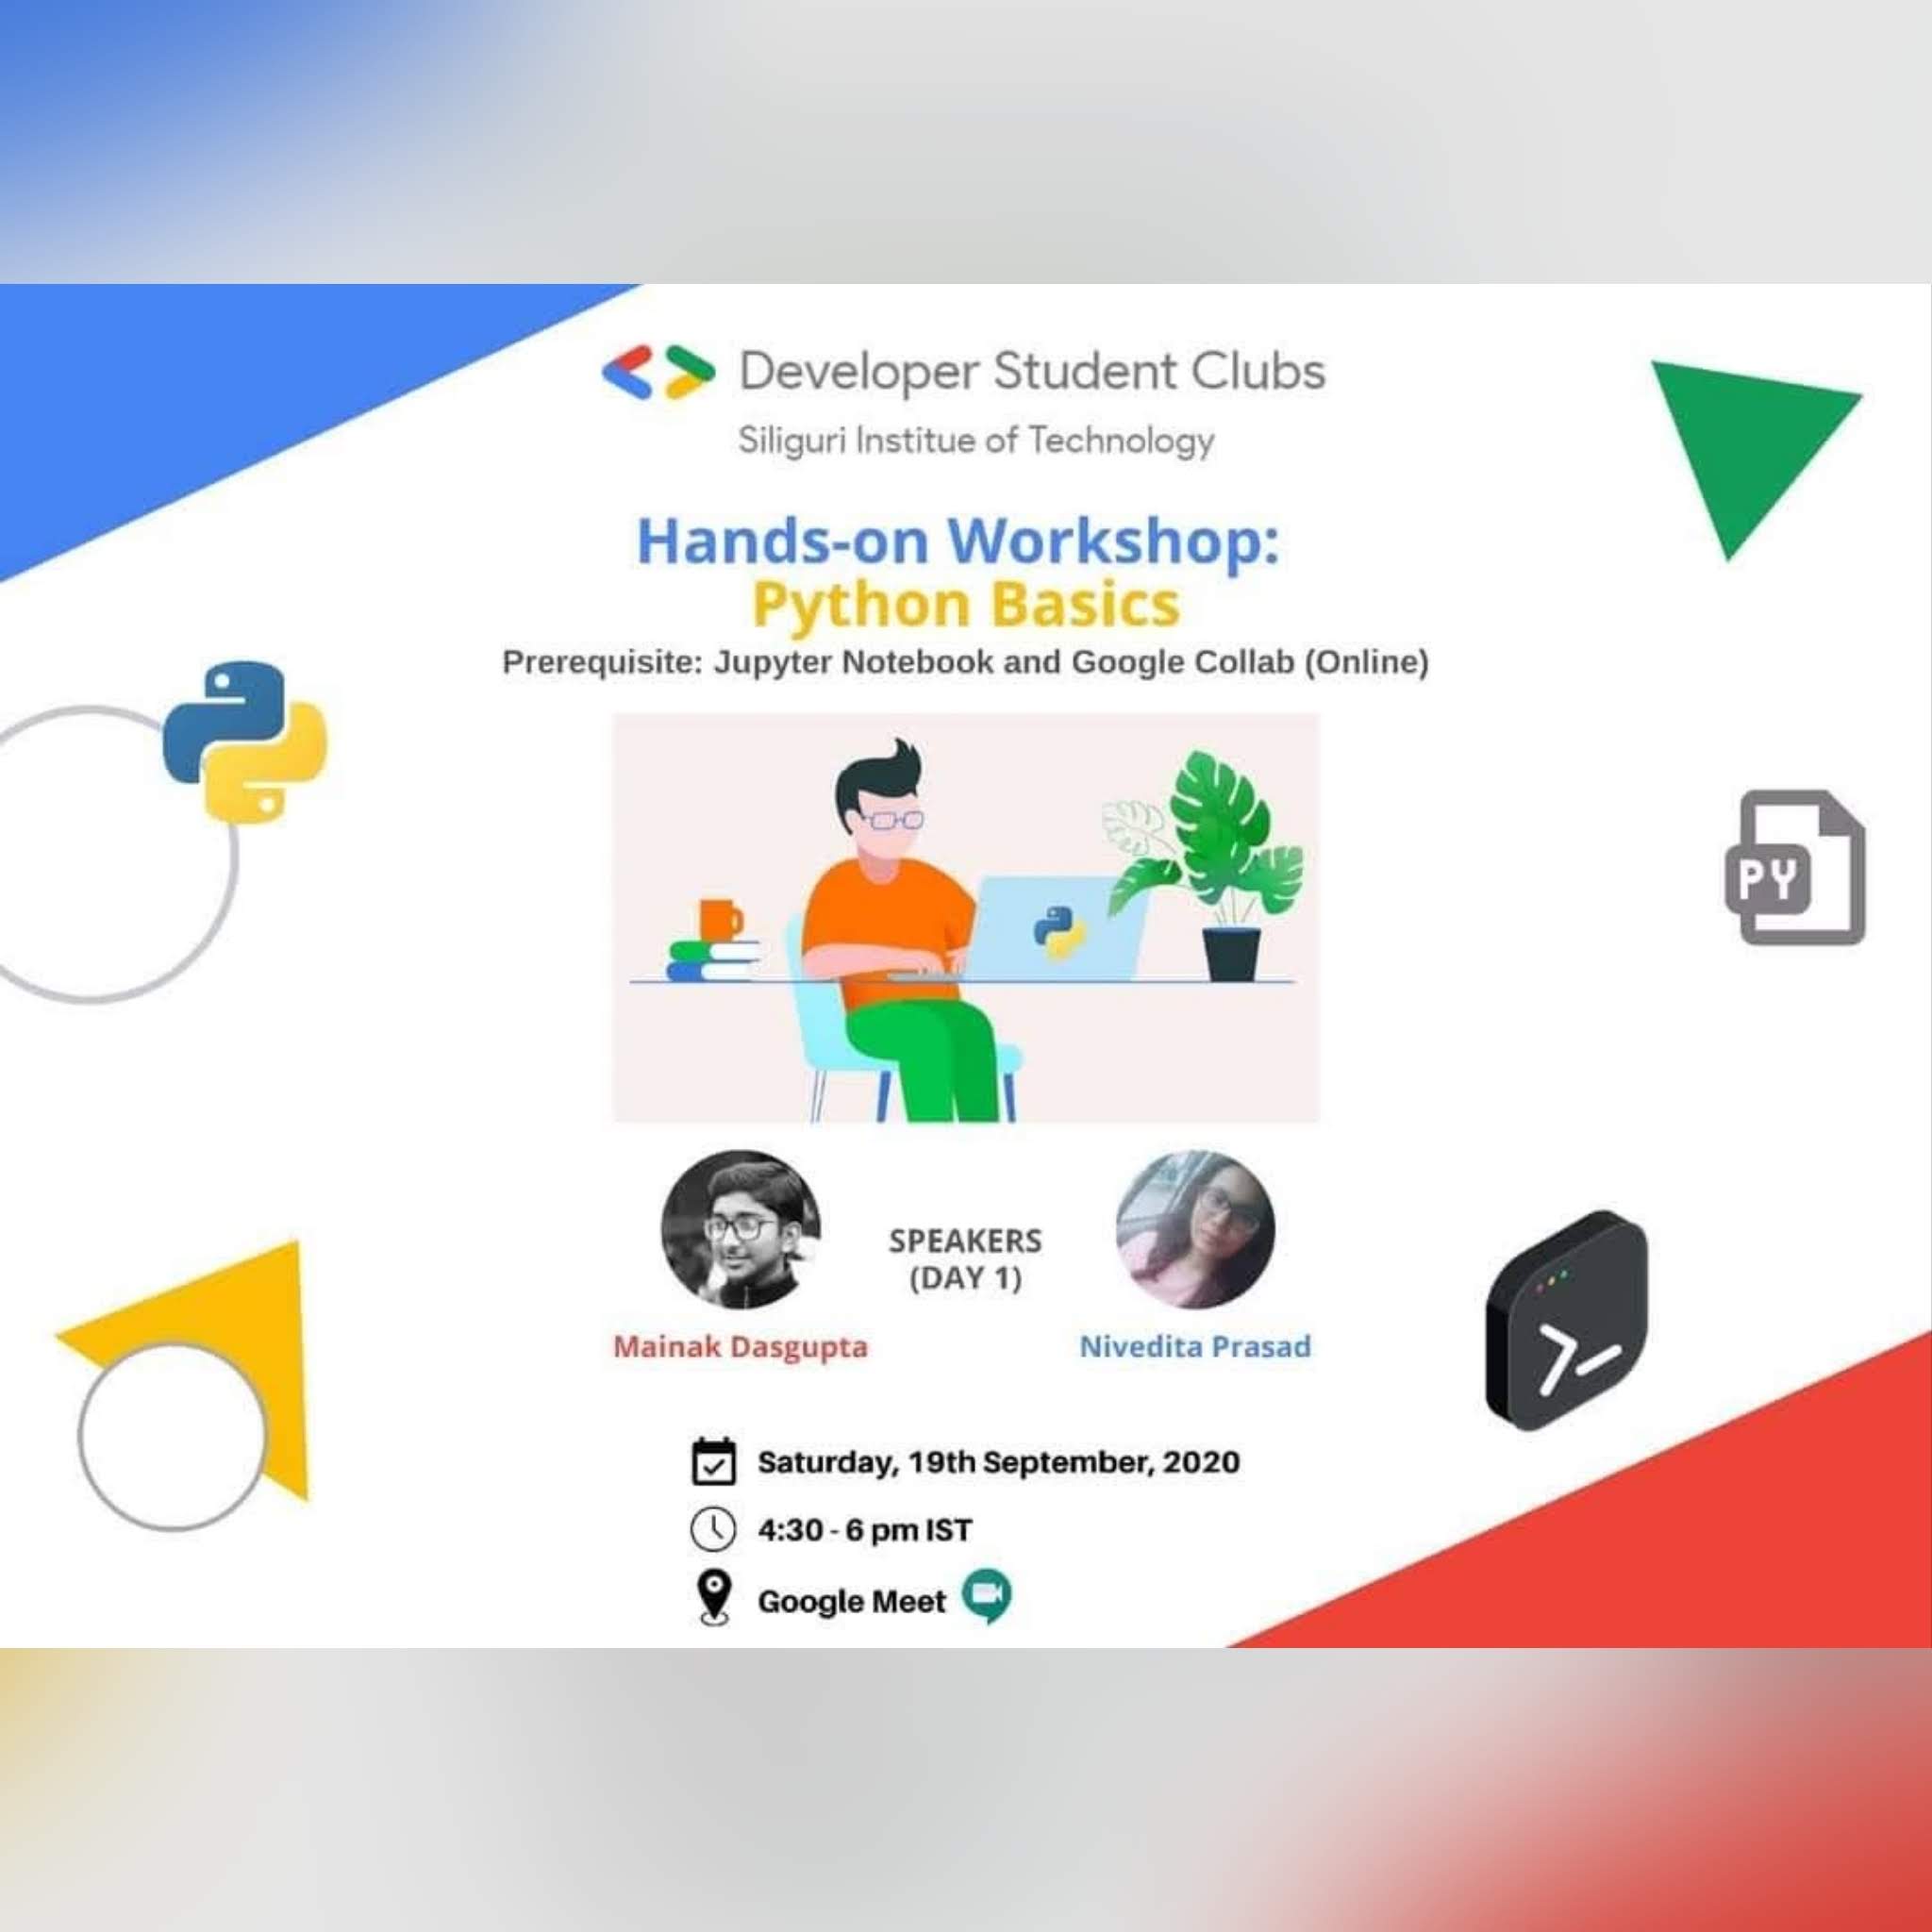 Developer Student Clubs
Siliguri Institue of Technology
Hands-on Workshop:
Python Basics
Prerequisite: Jupyter Notebook and Google Collab (Online)
PY
SPEAKERS
(DAY 1)
Mainak Dasgupta
Nivedita Prasad
Saturday, 19th September, 2020
4:30 - 6 pm IST
Google Meet